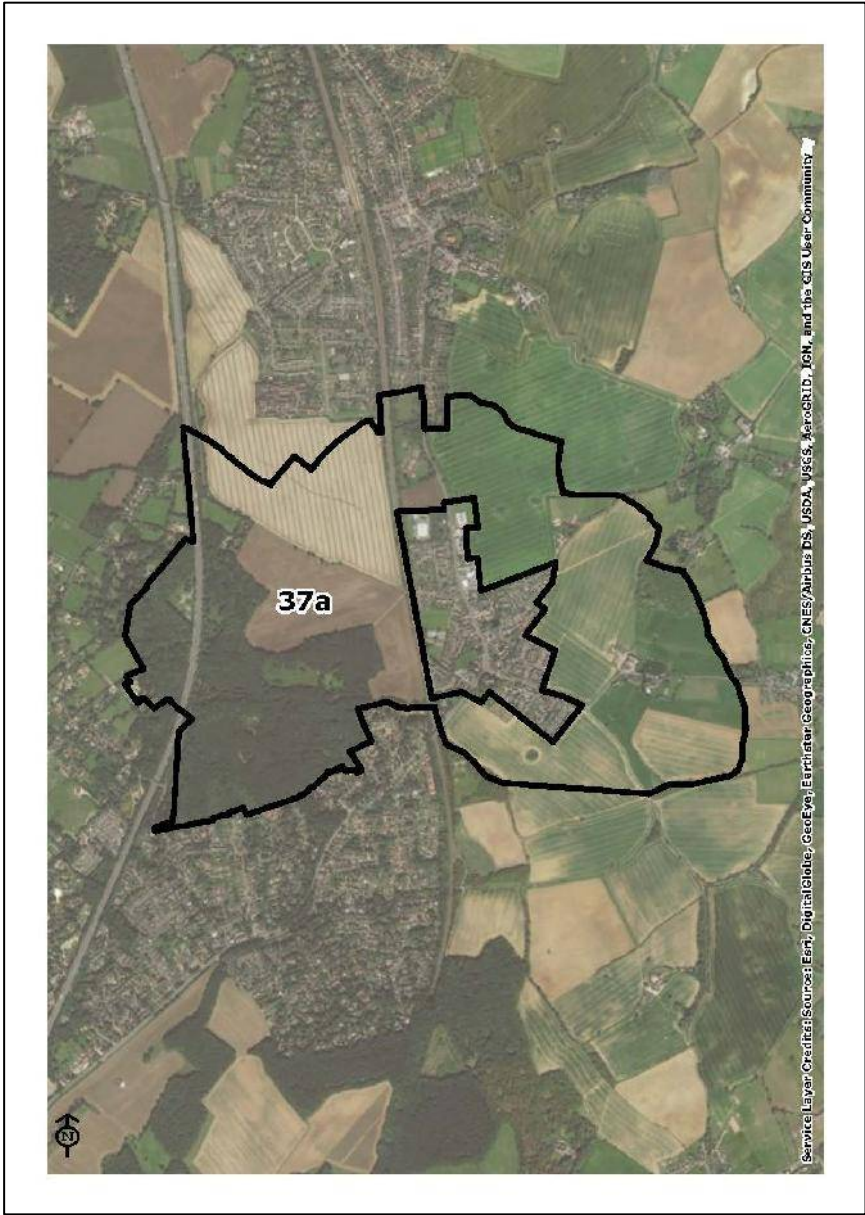 37a
N
Service Layer Credits: Source: Esri, DigitalGlobe, GeoEye, Earthstar Geographics, CNES/Airbus DS, USDA, USGS, AeroGRID, IGN, and the GIS User Community